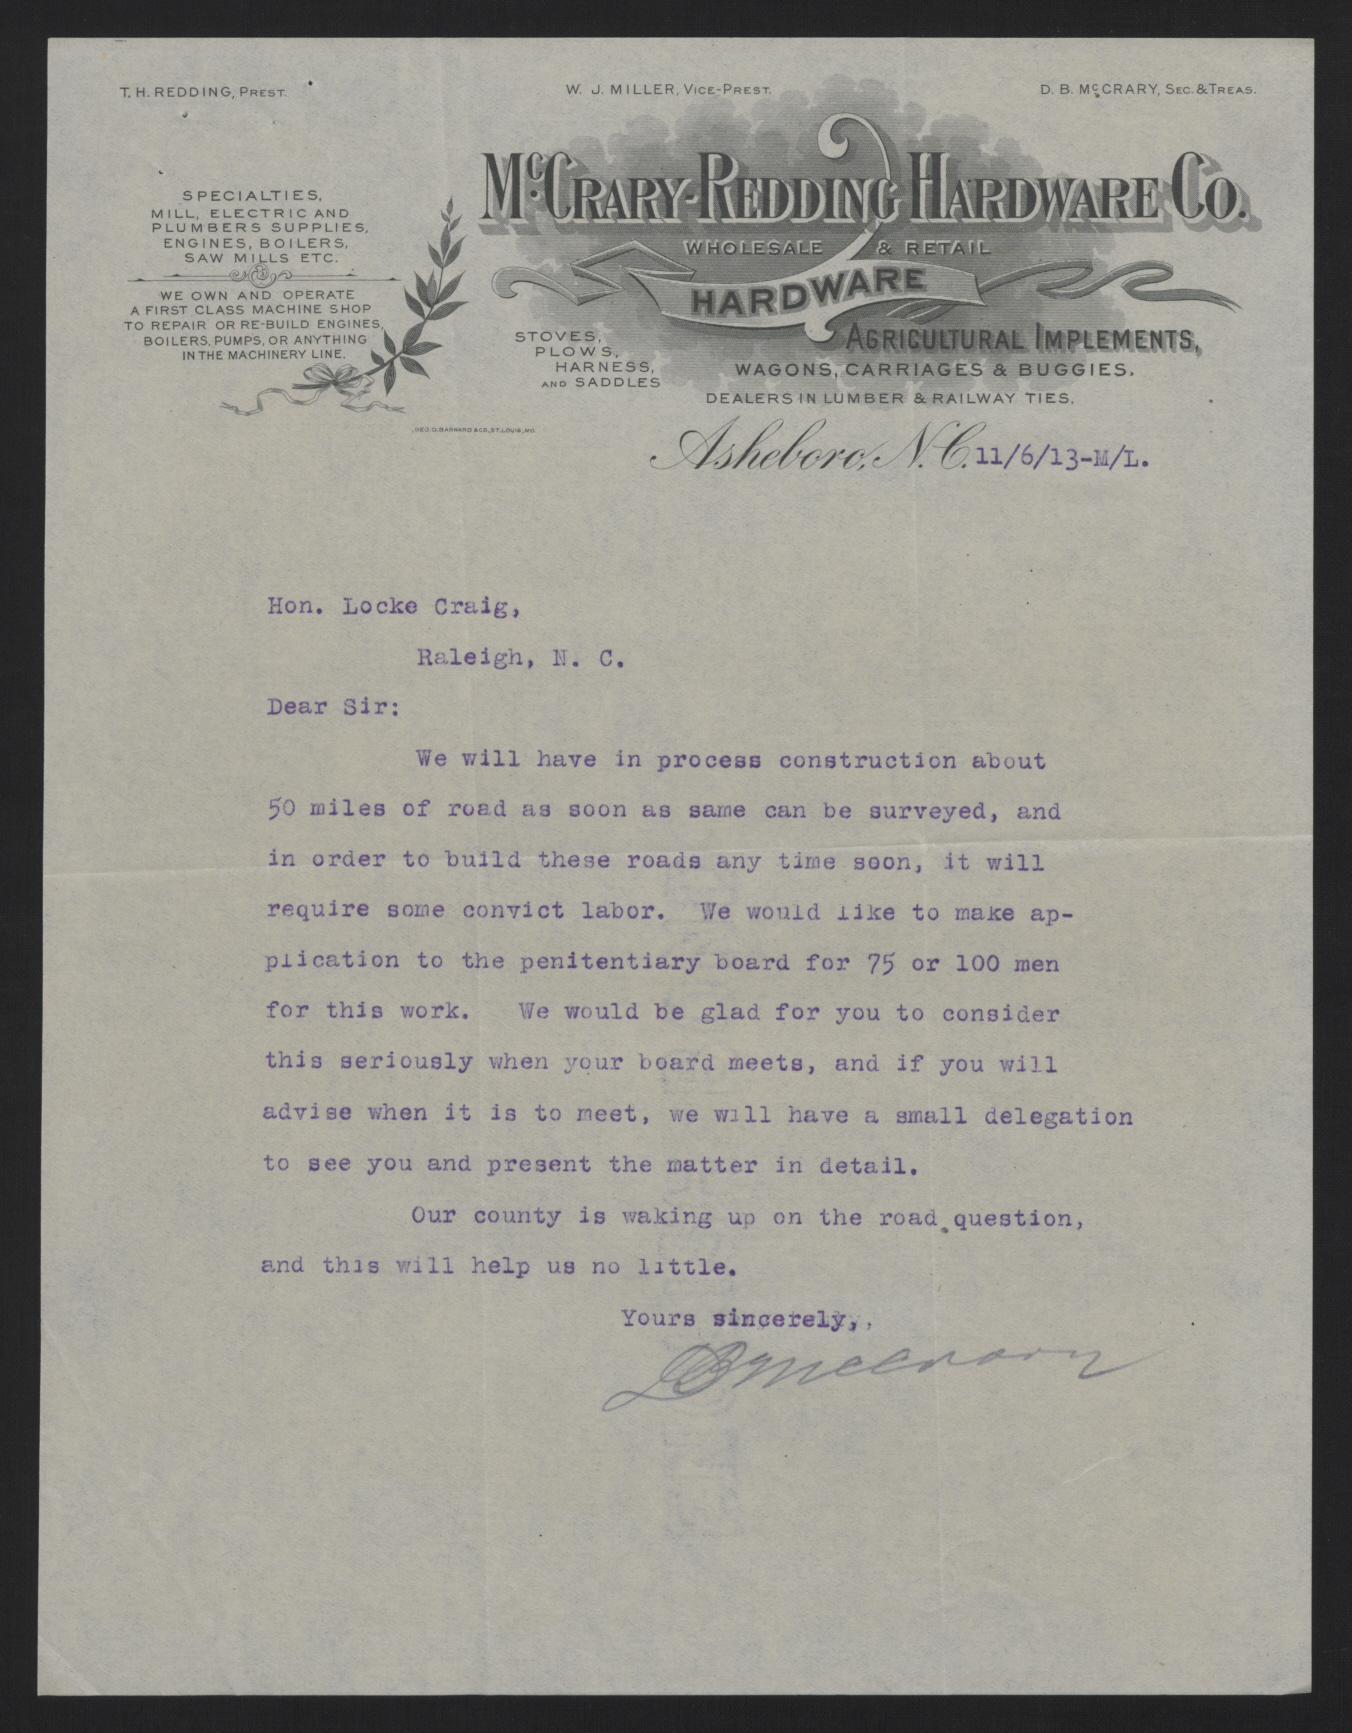 T. H. REDDING, PREST.
W. J. MILLER, VICE-PREST.
D. B. McCRARY, SEC. & TREAS.
McCRARY-REDDING HARDWARE CO.
WHOLESALE & RETAIL
HARDWARE
SPECIALTIES,
MILL, ELECTRIC AND
PLUMBERS SUPPLIES,
ENGINES, BOILERS,
SAW MILLS ETC.
WE OWN AND OPERATE
A FIRST CLASS MACHINE SHOP
TO REPAIR OR RE-BUILD ENGINES,
BOILERS, PUMPS, OR ANYTHING
IN THE MACHINERY LINE.
STOVES,
PLOWS,
HARNESS,
AND SADDLES
AGRICULTURAL IMPLEMENTS,
WAGONS, CARRIAGES & BUGGIES.
DEALERS IN LUMBER & RAILWAY TIES.
GEO. D. BARNARD & CO., ST. LOUIS, MO.
Asheboro, N. C. 11/6/13-M/L.
Hon. Locke Craig,
Raleigh, N. C.
Dear Sir:
We will have in process construction about
50 miles of road as soon as same can be surveyed, and
in order to build these roads any time soon, it will
require some convict labor. We would like to make ap-
plication to the penitentiary board for 75 or 100 men
for this work. We would be glad for you to consider
this seriously when your board meets, and if you will
advise when it is to meet, we will have a small delegation
to see you and present the matter in detail.
Our county is waking up on the road question,
and this will help us no little.
Yours sincerely,,
DBMcCrary